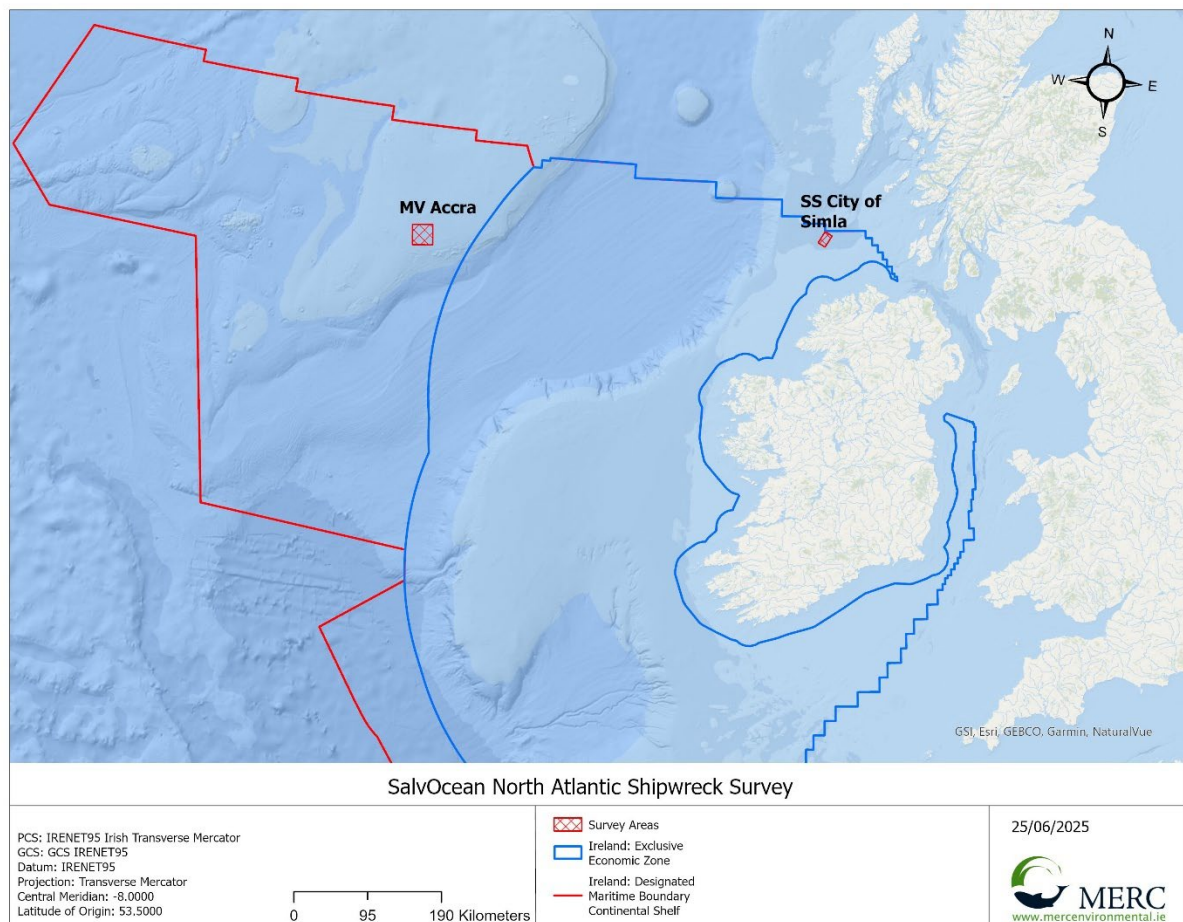 N
W
E
S
MV Accra
SS City of
Simla
GSI, Esri, GEBCO, Garmin, NaturalVue
SalvOcean North Atlantic Shipwreck Survey
PCS: IRENET95 Irish Transverse Mercator
GCS: GCS IRENET95
Datum: IRENET95
Projection: Transverse Mercator
Central Meridian: -8.0000
Latitude of Origin: 53.5000
0 95 190 Kilometers
Survey Areas
Ireland: Exclusive
Economic Zone
Ireland: Designated
Maritime Boundary
Continental Shelf
25/06/2025
MERC
www.mercenvironmental.ie